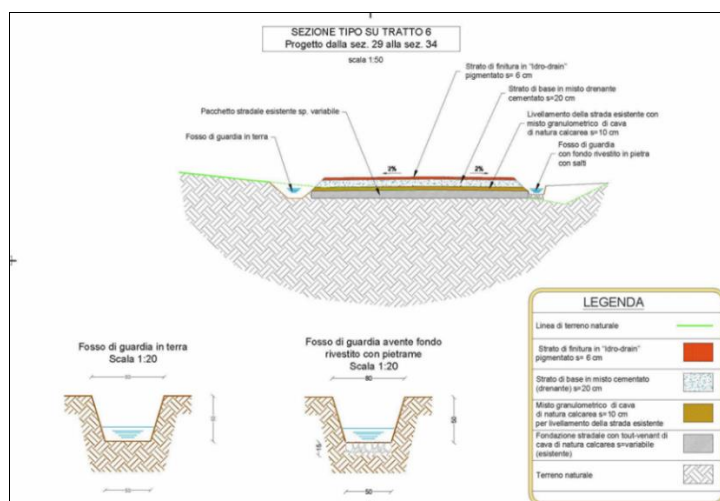 SEZIONE TIPO SU TRATTO 6
Progetto dalla sez. 29 alla sez. 34
scala 1:50
Strato di finitura in "Idro-drain"
pigmentato s= 6 cm
Strato di base in misto drenante
cementato s=20 cm
Pacchetto stradale esistente sp. variabile
Livellamento della strada esistente con
misto granulometrico di cava
di natura calcarea s=10 cm
Fosso di guardia in terra
Fosso di guardia
con fondo rivestito in pietra
con salti
2%
2%
LEGENDA
Linea di terreno naturale
Strato di finitura in "Idro-drain"
pigmentato s= 6 cm
Strato di base in misto cementato
(drenante) s=20 cm
Misto granulometrico di cava
di natura calcarea s=10 cm
per livellamento della strada esistente
Fondazione stradale con tout-venant di
cava di natura calcarea s=variabile
(esistente)
Terreno naturale
Fosso di guardia in terra
Scala 1:20
Fosso di guardia avente fondo
rivestito con pietrame
Scala 1:20
80
50
15
50